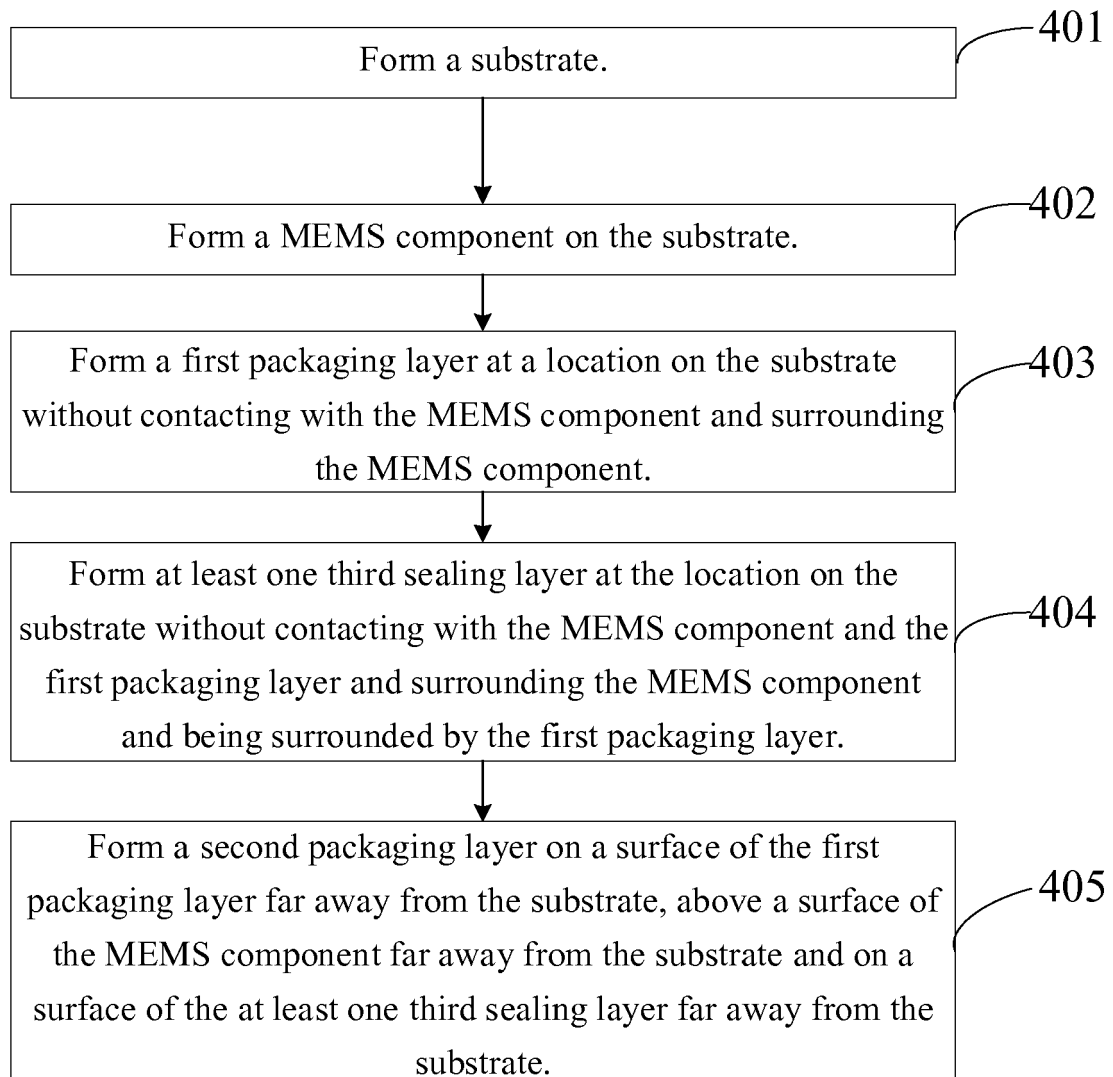 401
Form a substrate.
402
Form a MEMS component on the substrate.
403
Form a first packaging layer at a location on the substrate
without contacting with the MEMS component and surrounding
the MEMS component.
404
Form at least one third sealing layer at the location on the
substrate without contacting with the MEMS component and the
first packaging layer and surrounding the MEMS component
and being surrounded by the first packaging layer.
405
Form a second packaging layer on a surface of the first
packaging layer far away from the substrate, above a surface of
the MEMS component far away from the substrate and on a
surface of the at least one third sealing layer far away from the
substrate.